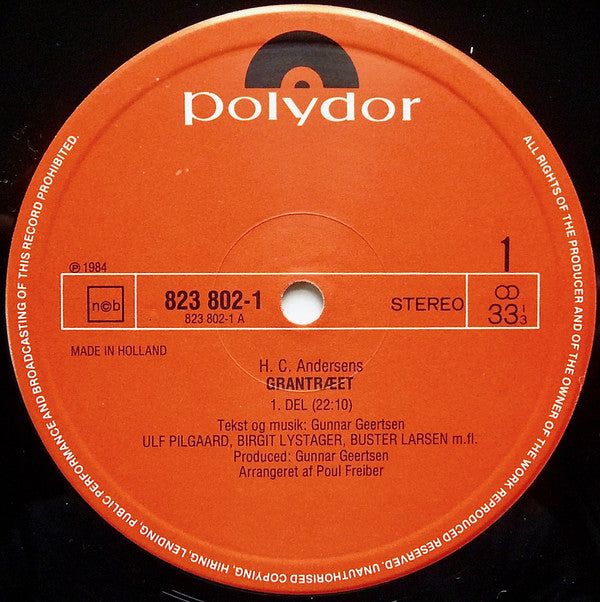 polydor
ALL RIGHTS OF THE PRODUCER AND OF THE OWNER OF THE WORK REPRODUCED RESERVED. UNAUTHORISED COPYING, HIRING, LENDING, PUBLIC PERFORMANCE AND BROADCASTING OF THIS RECORD PROHIBITED.
1
℗ 1984
n©b
823 802-1
823 802-1 A
STEREO
33 1/3
MADE IN HOLLAND
H. C. Andersens
GRANTRÆET
1. DEL (22:10)
Tekst og musik: Gunnar Geertsen
ULF PILGAARD, BIRGIT LYSTAGER, BUSTER LARSEN m.fl.
Produced: Gunnar Geertsen
Arrangeret af Poul Freiber